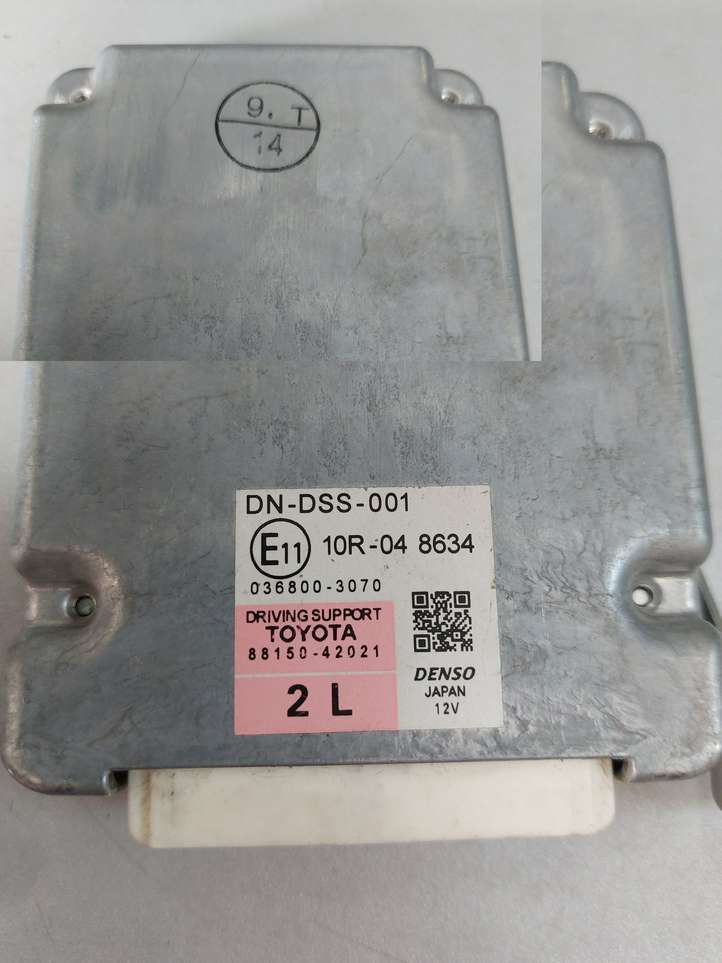 9. T
14
DN-DSS-001
E11 10R-04 8634
036800-3070
DRIVING SUPPORT
TOYOTA
88150-42021
2 L
DENSO
JAPAN
12V